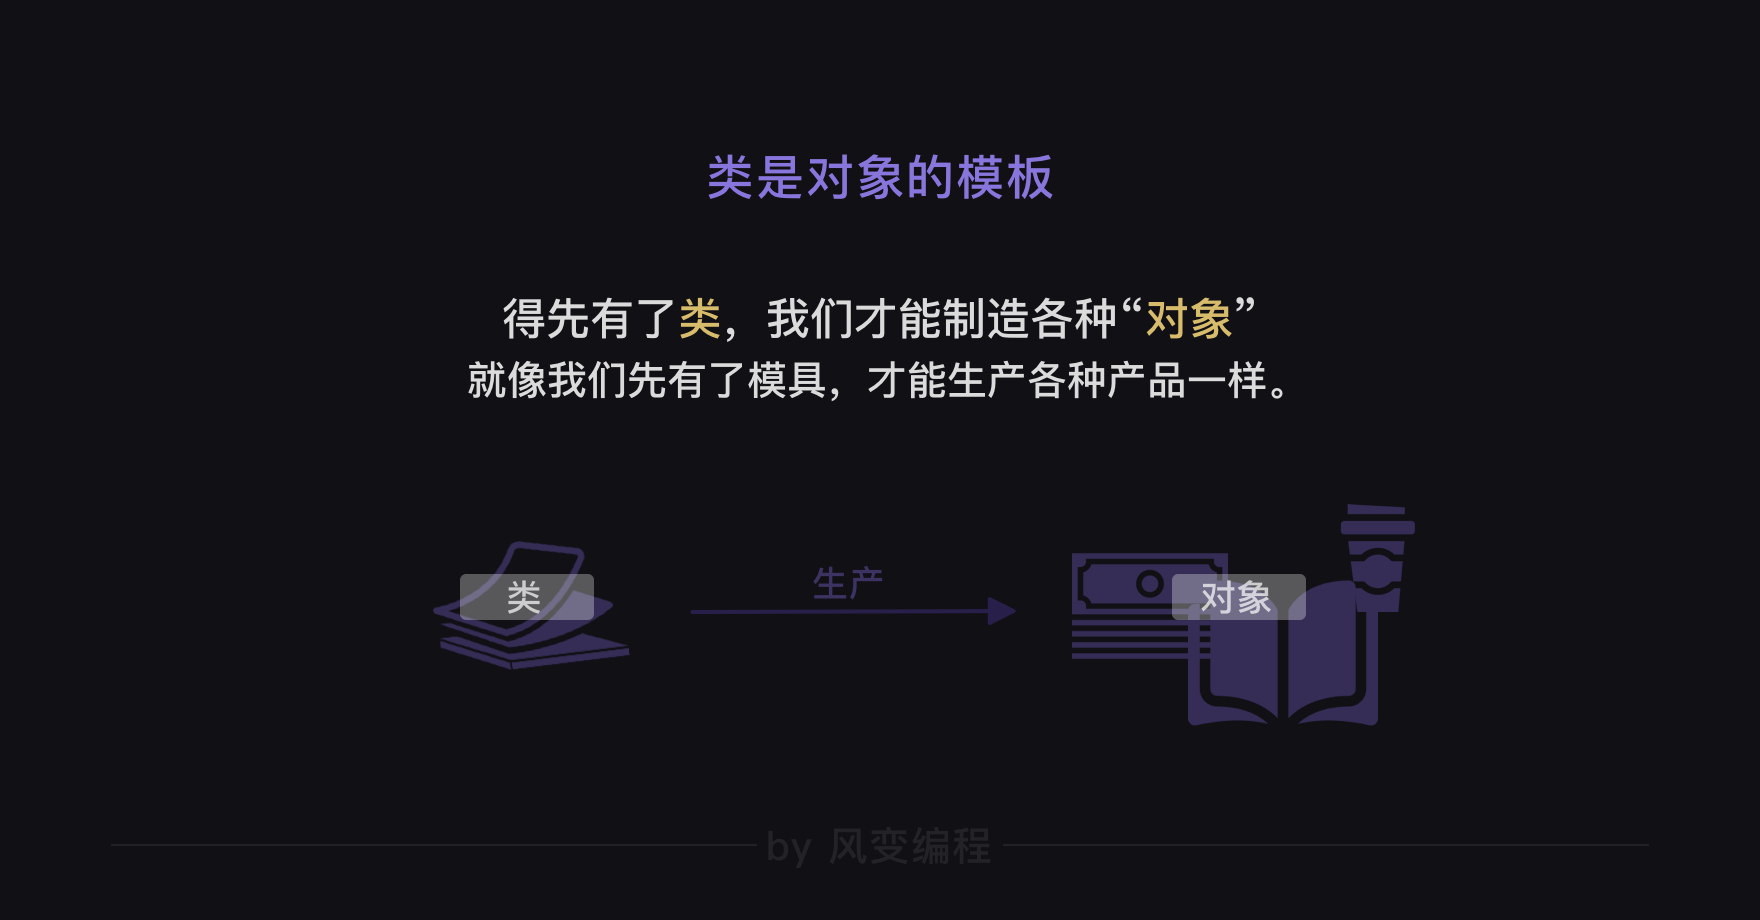 类是对象的模板
得先有了类，我们才能制造各种“对象”
就像我们先有了模具，才能生产各种产品一样。
类
生产
对象
by 风变编程